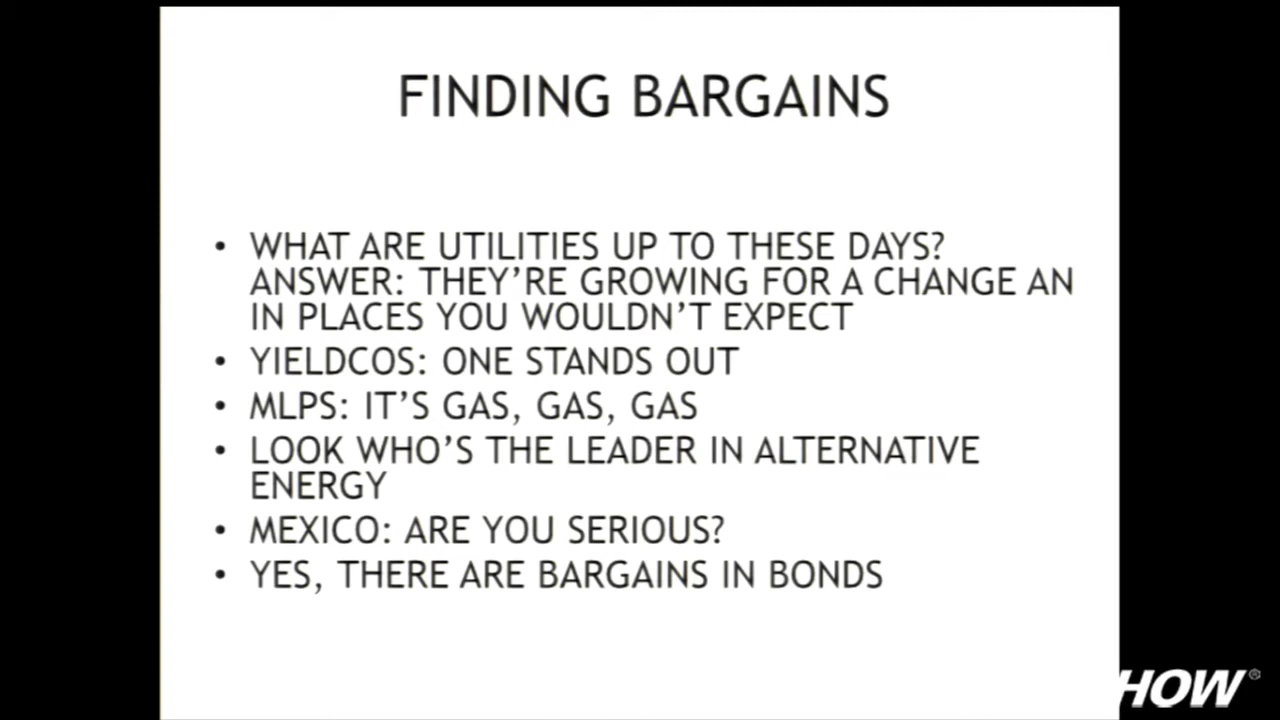 FINDING BARGAINS
• WHAT ARE UTILITIES UP TO THESE DAYS?
ANSWER: THEY'RE GROWING FOR A CHANGE AN
IN PLACES YOU WOULDN'T EXPECT
• YIELDCOS: ONE STANDS OUT
• MLPS: IT'S GAS, GAS, GAS
• LOOK WHO'S THE LEADER IN ALTERNATIVE
ENERGY
• MEXICO: ARE YOU SERIOUS?
• YES, THERE ARE BARGAINS IN BONDS
HOW®